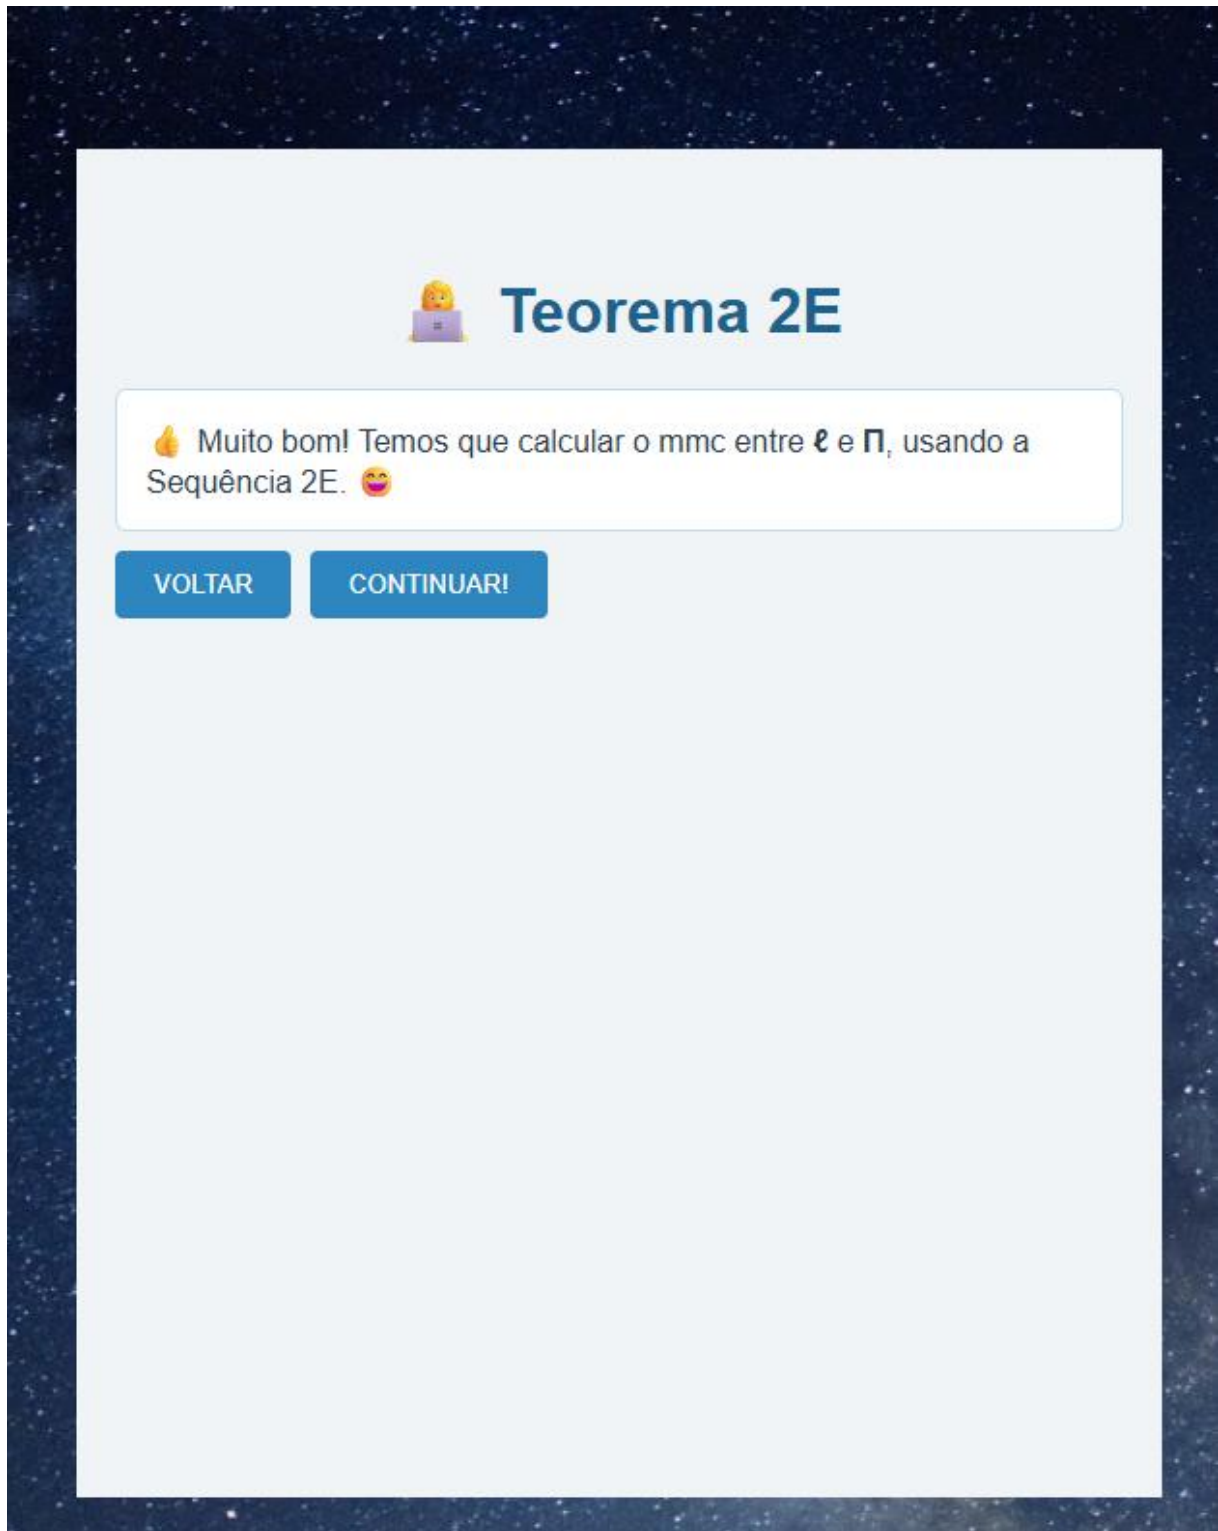 Teorema 2E
👍 Muito bom! Temos que calcular o mmc entre ℓ e Π, usando a
Sequência 2E. 😄
VOLTAR CONTINUAR!